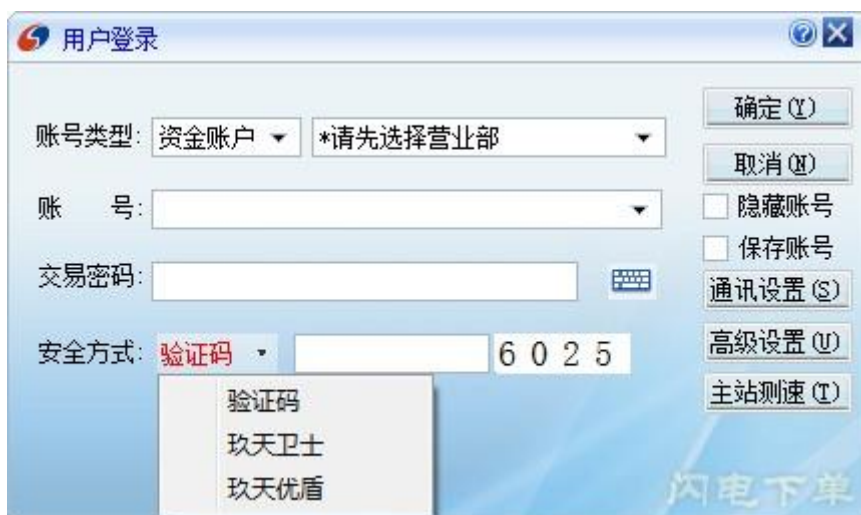 用户登录
确定(Y)
账号类型: 资金账户 *请先选择营业部
取消(N)
账 号:
隐藏账号
保存账号
交易密码:
通讯设置(S)
安全方式: 验证码 6025
高级设置(U)
验证码
主站测速(T)
玖天卫士
玖天优盾
闪电下单